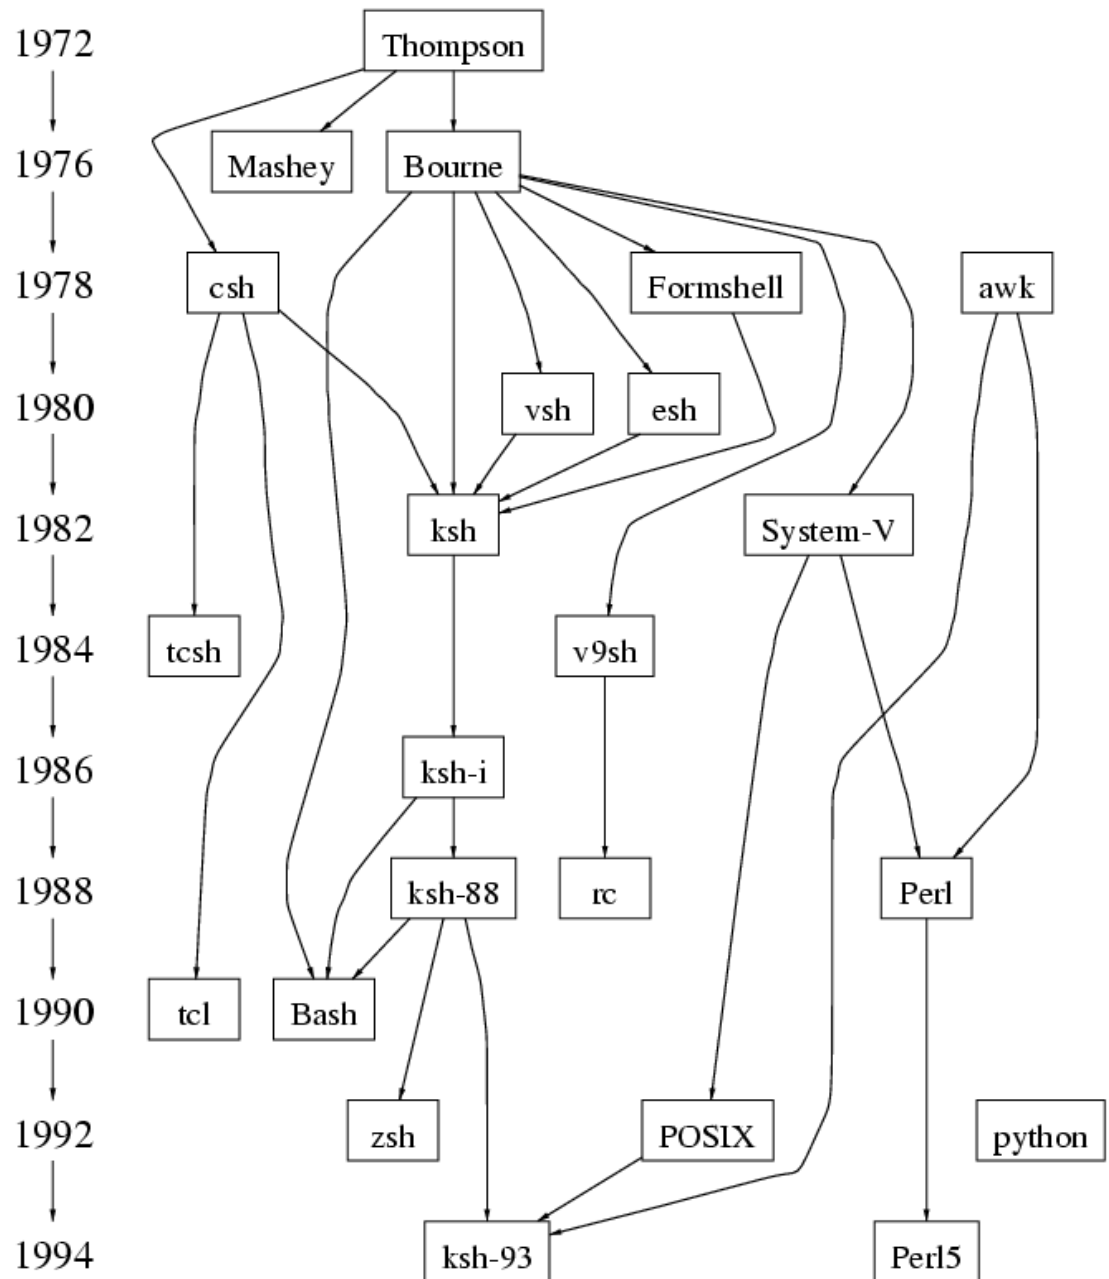 1972
Thompson
1976
Mashey
Bourne
1978
csh
Formshell
awk
1980
vsh
esh
1982
ksh
System-V
1984
tcsh
v9sh
1986
ksh-i
1988
ksh-88
rc
Perl
1990
tcl
Bash
1992
zsh
POSIX
python
1994
ksh-93
Perl5